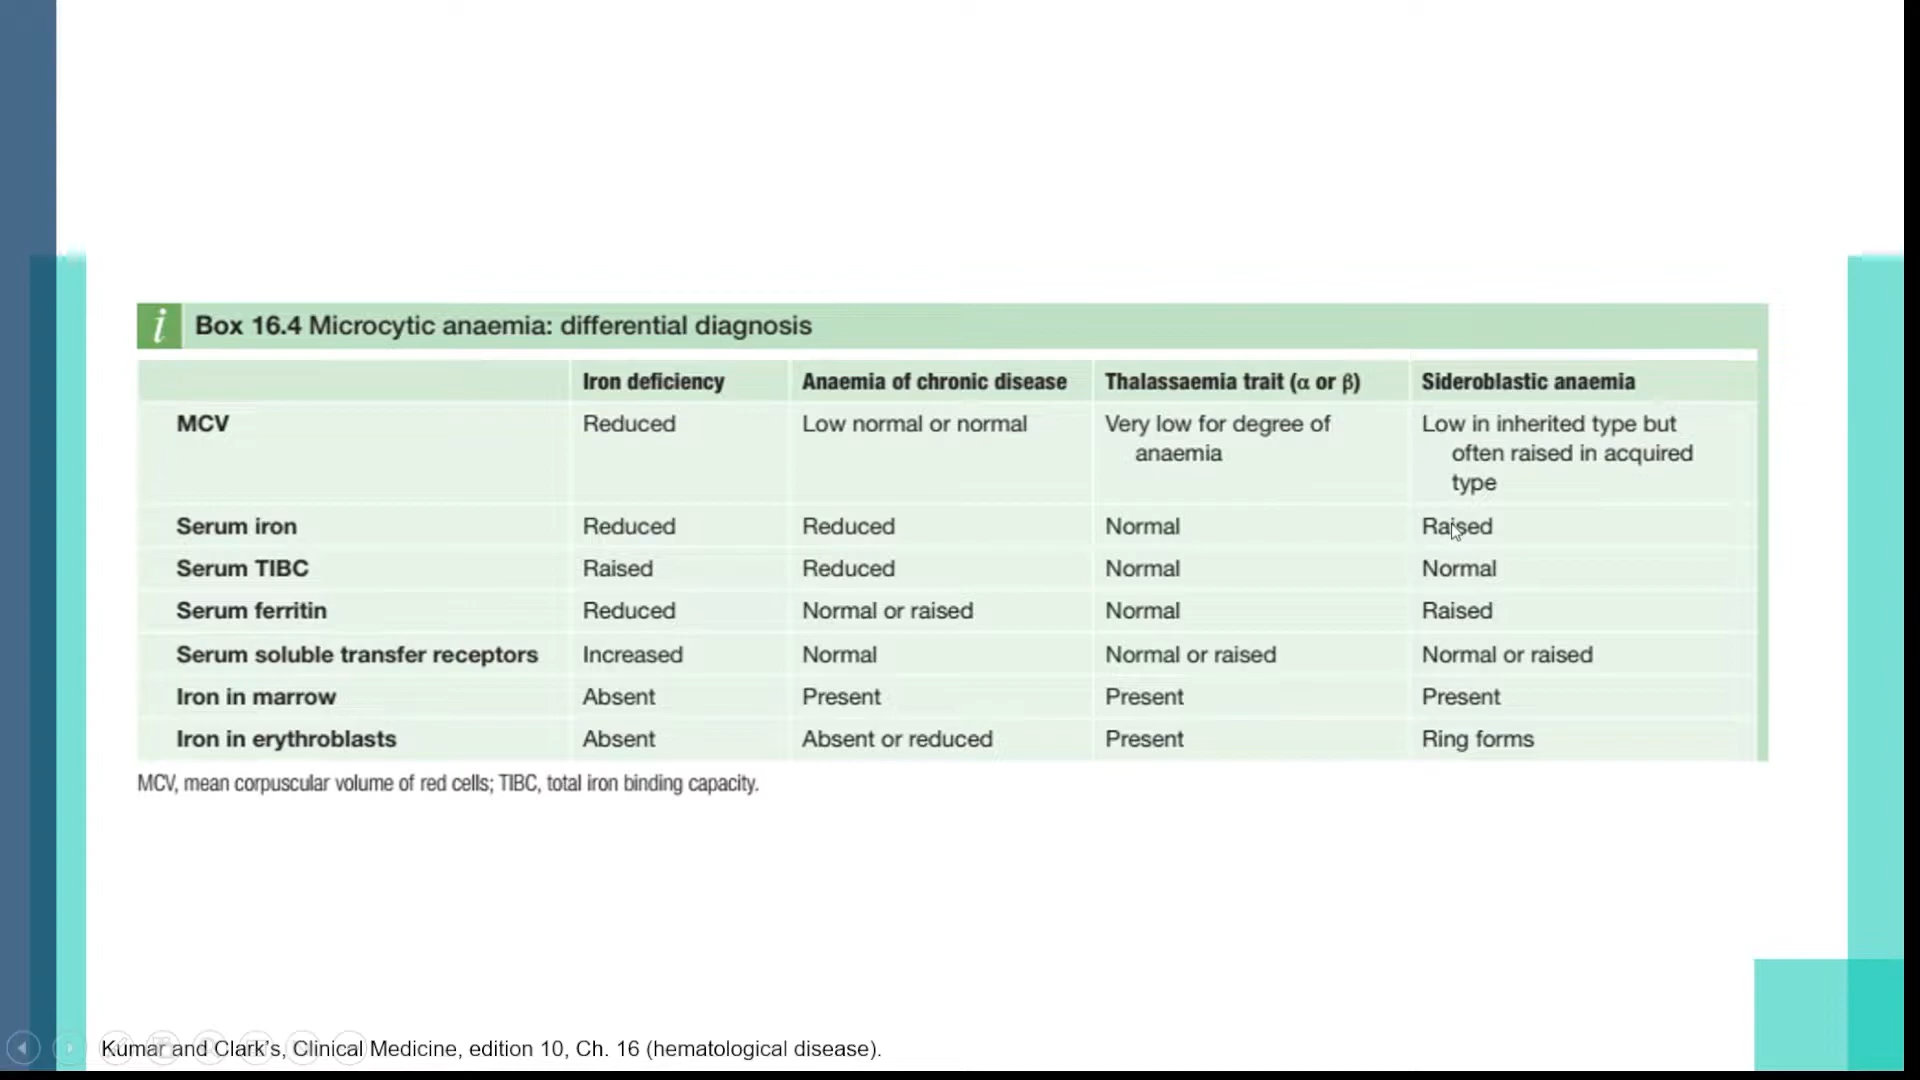 i Box 16.4 Microcytic anaemia: differential diagnosis
Iron deficiency Anaemia of chronic disease Thalassaemia trait (α or β) Sideroblastic anaemia
MCV Reduced Low normal or normal Very low for degree of Low in inherited type but
anaemia often raised in acquired
type
Serum iron Reduced Reduced Normal Raised
Serum TIBC Raised Reduced Normal Normal
Serum ferritin Reduced Normal or raised Normal Raised
Serum soluble transfer receptors Increased Normal Normal or raised Normal or raised
Iron in marrow Absent Present Present Present
Iron in erythroblasts Absent Absent or reduced Present Ring forms
MCV, mean corpuscular volume of red cells; TIBC, total iron binding capacity.
Kumar and Clark's, Clinical Medicine, edition 10, Ch. 16 (hematological disease).